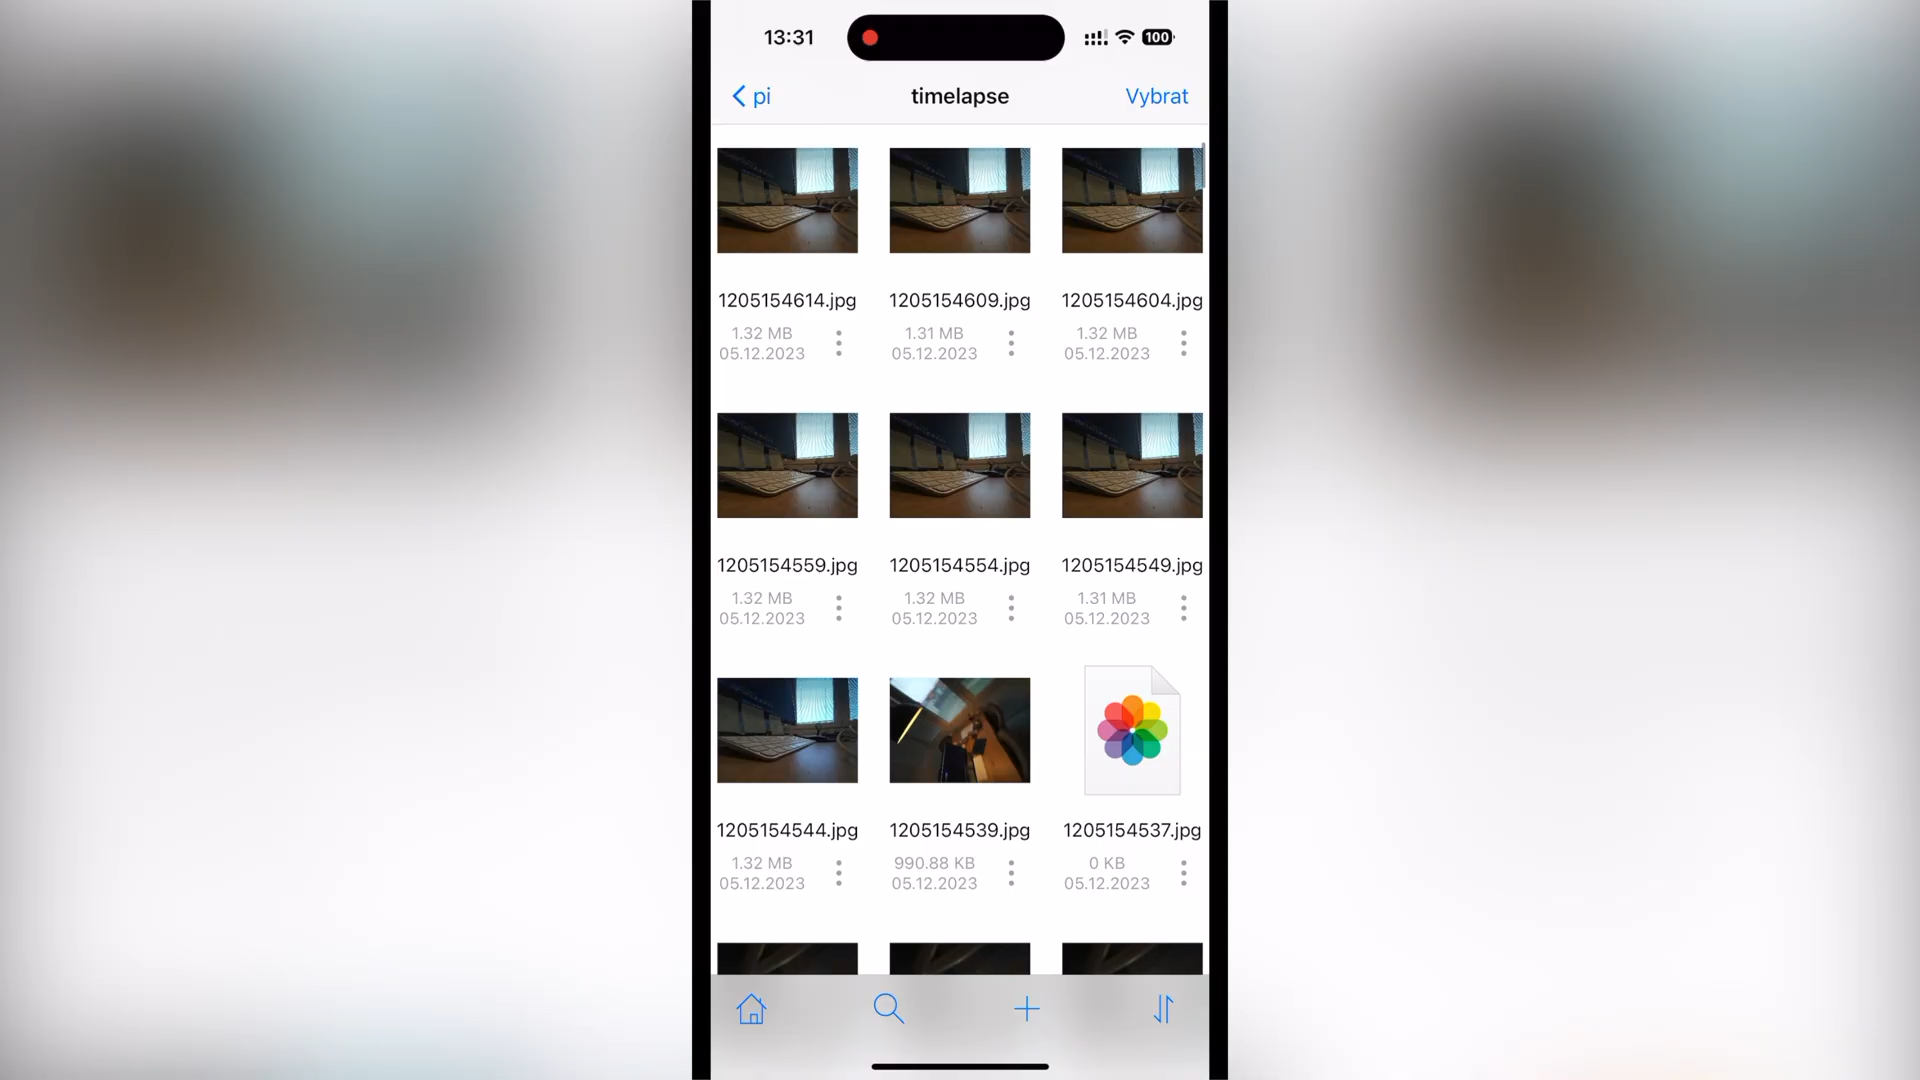 13:31
100
pi
timelapse
Vybrat
1205154614.jpg
1205154609.jpg
1205154604.jpg
1.32 MB
1.31 MB
1.32 MB
05.12.2023
05.12.2023
05.12.2023
1205154559.jpg
1205154554.jpg
1205154549.jpg
1.32 MB
1.32 MB
1.31 MB
05.12.2023
05.12.2023
05.12.2023
1205154544.jpg
1205154539.jpg
1205154537.jpg
1.32 MB
990.88 KB
0 KB
05.12.2023
05.12.2023
05.12.2023